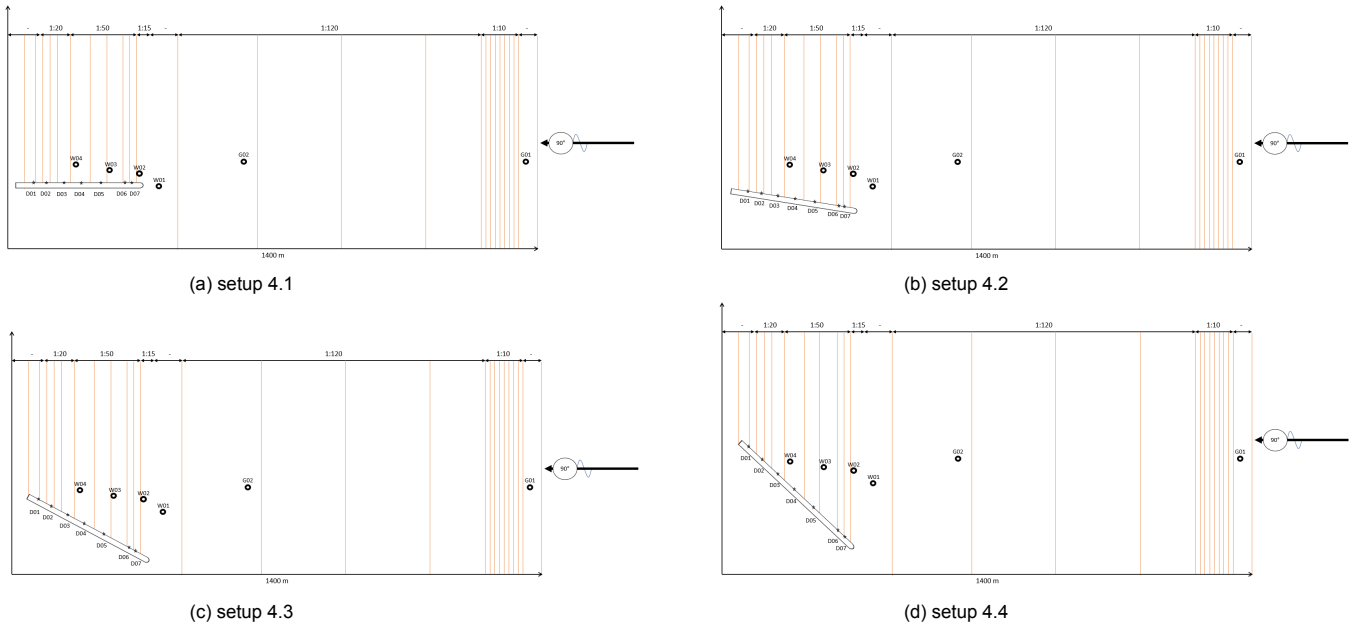 - 1:20 1:50 1:15 - 1:120 1:10 -
90°
G02 G01
W04 W03 W02 W01
D01 D02 D03 D04 D05 D06 D07
1400 m
(a) setup 4.1
- 1:20 1:50 1:15 - 1:120 1:10 -
90°
G02 G01
W04 W03 W02 W01
D01 D02 D03 D04 D05 D06 D07
1400 m
(b) setup 4.2
- 1:20 1:50 1:15 - 1:120 1:10 -
90°
G02 G01
W04 W03 W02 W01
D01 D02 D03 D04 D05 D06 D07
1400 m
(c) setup 4.3
- 1:20 1:50 1:15 - 1:120 1:10 -
90°
G02 G01
W04 W03 W02 W01
D01 D02 D03 D04 D05 D06 D07
1400 m
(d) setup 4.4